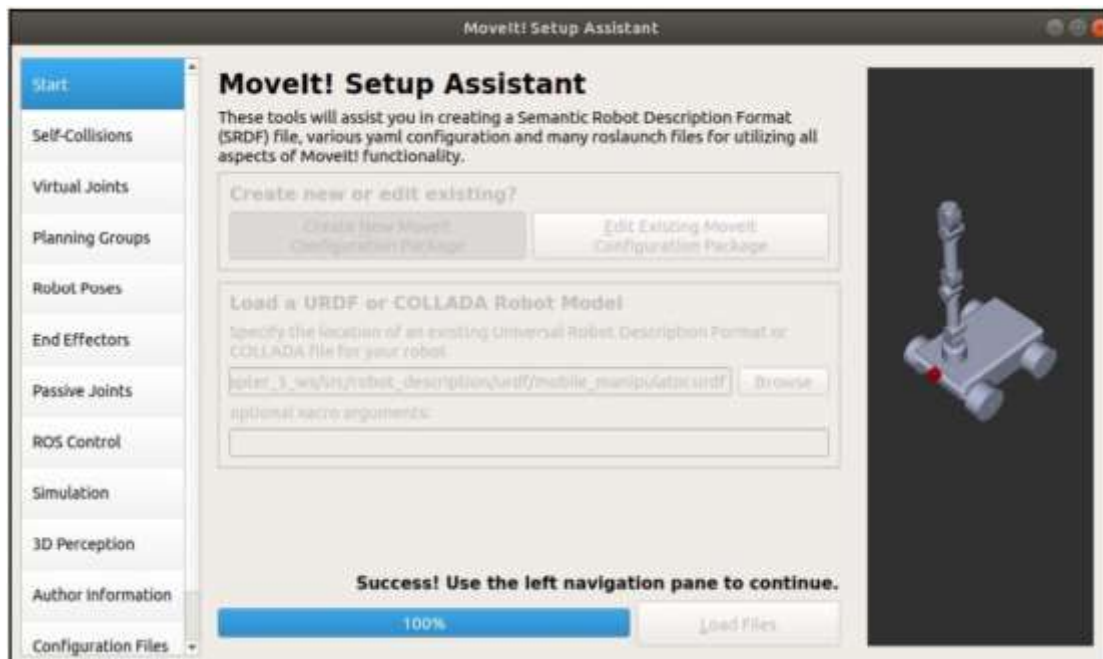 MoveIt! Setup Assistant
Start
Self-Collisions
Virtual Joints
Planning Groups
Robot Poses
End Effectors
Passive Joints
ROS Control
Simulation
3D Perception
Author Information
Configuration Files
MoveIt! Setup Assistant
These tools will assist you in creating a Semantic Robot Description Format
(SRDF) file, various yaml configuration and many roslaunch files for utilizing all
aspects of MoveIt! functionality.
Create new or edit existing?
Create New MoveIt
Configuration Package
Edit Existing MoveIt
Configuration Package
Load a URDF or COLLADA Robot Model
Specify the location of an existing Universal Robot Description Format or
COLLADA file for your robot
/src/robot_description/urdf/mobile_manipulator.urdf
Browse
optional xacro arguments:
Success! Use the left navigation pane to continue.
100%
Load Files